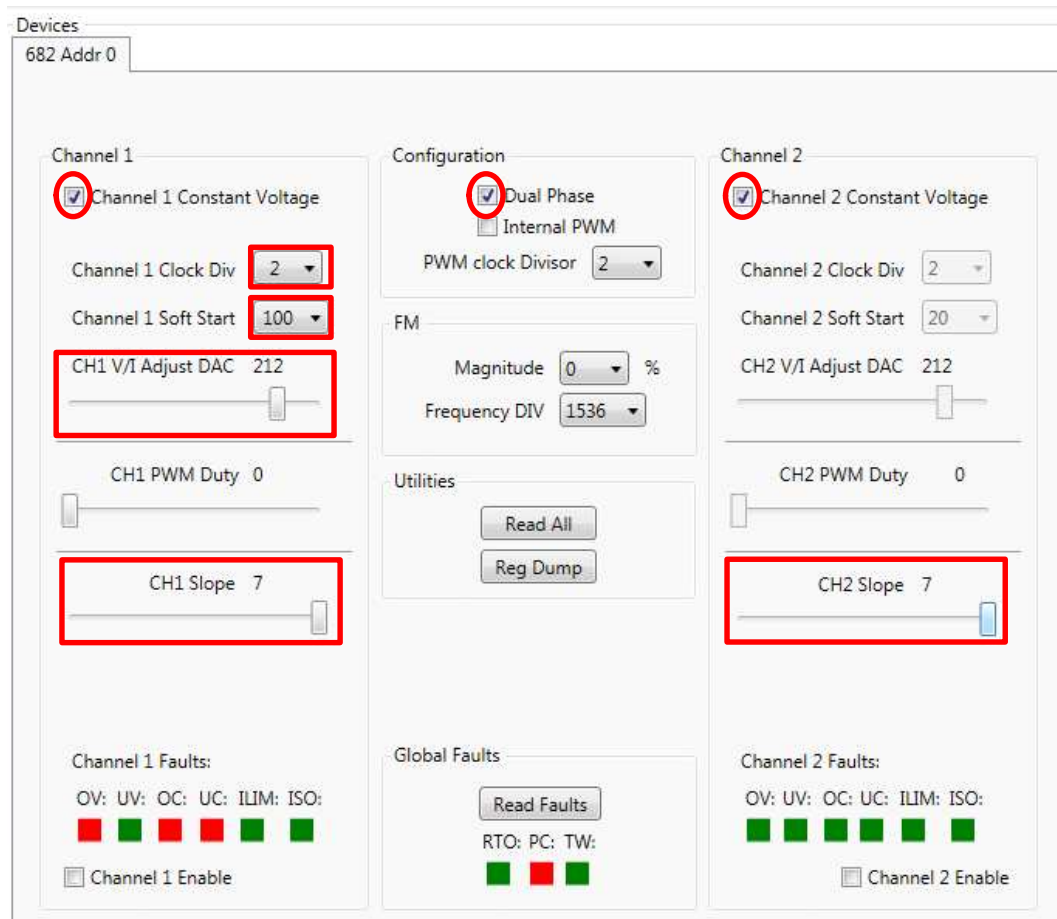 Devices
682 Addr 0
Channel 1
Channel 1 Constant Voltage
Channel 1 Clock Div 2
Channel 1 Soft Start 100
CH1 V/I Adjust DAC 212
CH1 PWM Duty 0
CH1 Slope 7
Channel 1 Faults:
OV: UV: OC: UC: ILIM: ISO:
Channel 1 Enable
Configuration
Dual Phase
Internal PWM
PWM clock Divisor 2
FM
Magnitude 0 %
Frequency DIV 1536
Utilities
Read All
Reg Dump
Global Faults
Read Faults
RTO: PC: TW:
Channel 2
Channel 2 Constant Voltage
Channel 2 Clock Div 2
Channel 2 Soft Start 20
CH2 V/I Adjust DAC 212
CH2 PWM Duty 0
CH2 Slope 7
Channel 2 Faults:
OV: UV: OC: UC: ILIM: ISO:
Channel 2 Enable